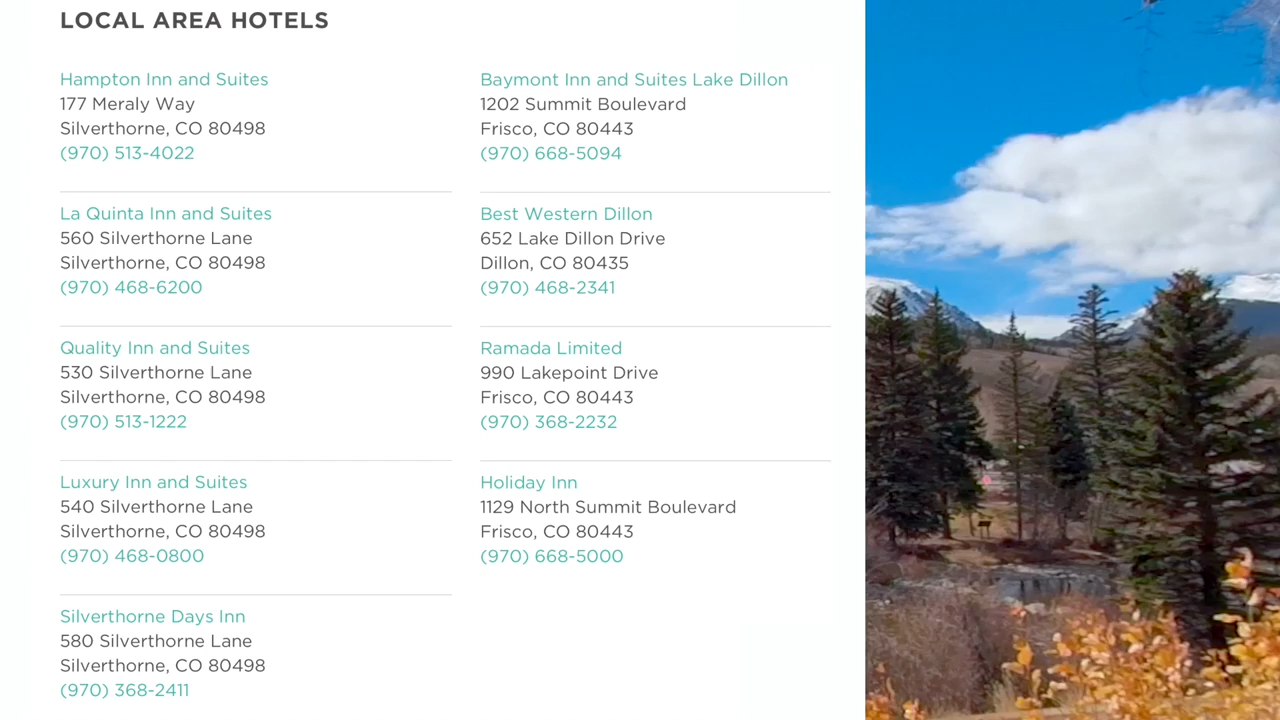 LOCAL AREA HOTELS
Hampton Inn and Suites
177 Meraly Way
Silverthorne, CO 80498
(970) 513-4022
La Quinta Inn and Suites
560 Silverthorne Lane
Silverthorne, CO 80498
(970) 468-6200
Quality Inn and Suites
530 Silverthorne Lane
Silverthorne, CO 80498
(970) 513-1222
Luxury Inn and Suites
540 Silverthorne Lane
Silverthorne, CO 80498
(970) 468-0800
Silverthorne Days Inn
580 Silverthorne Lane
Silverthorne, CO 80498
(970) 368-2411
Baymont Inn and Suites Lake Dillon
1202 Summit Boulevard
Frisco, CO 80443
(970) 668-5094
Best Western Dillon
652 Lake Dillon Drive
Dillon, CO 80435
(970) 468-2341
Ramada Limited
990 Lakepoint Drive
Frisco, CO 80443
(970) 368-2232
Holiday Inn
1129 North Summit Boulevard
Frisco, CO 80443
(970) 668-5000